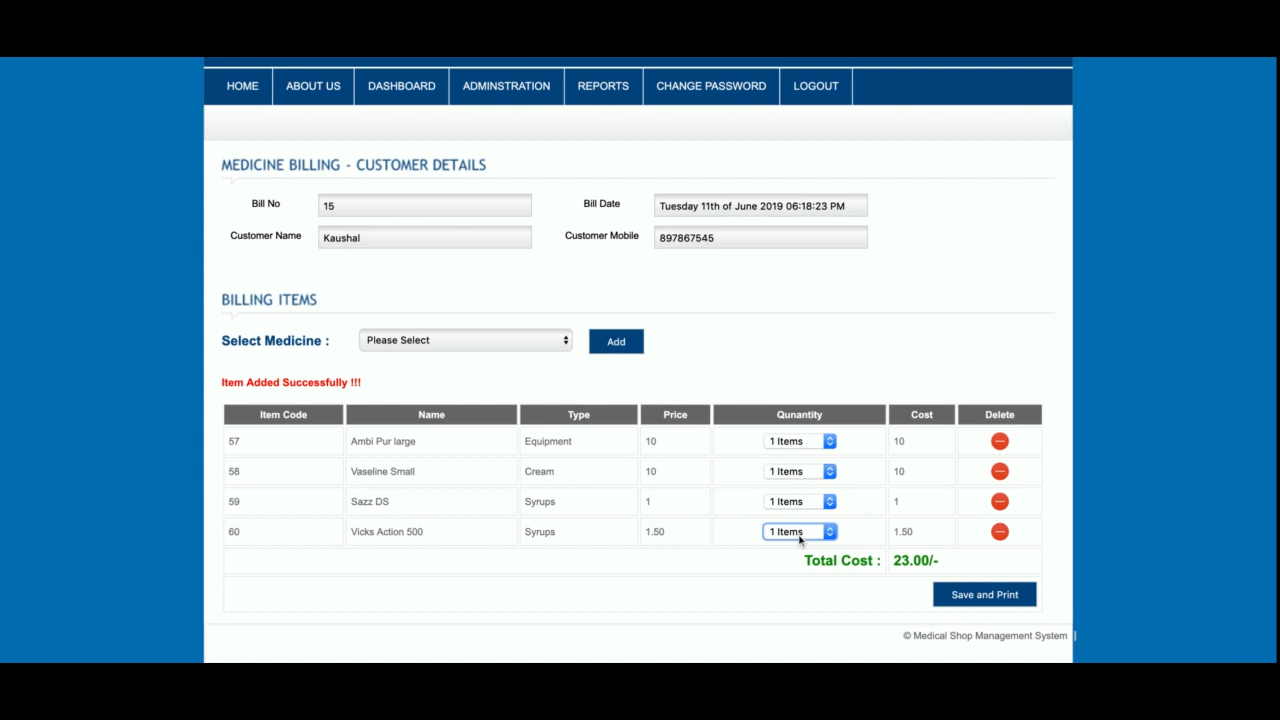 HOME ABOUT US DASHBOARD ADMINSTRATION REPORTS CHANGE PASSWORD LOGOUT
MEDICINE BILLING - CUSTOMER DETAILS
Bill No 15 Bill Date Tuesday 11th of June 2019 06:18:23 PM
Customer Name Kaushal Customer Mobile 897867545
BILLING ITEMS
Select Medicine : Please Select Add
Item Added Successfully !!!
Item Code Name Type Price Qunantity Cost Delete
57 Ambi Pur large Equipment 10 1 Items 10
58 Vaseline Small Cream 10 1 Items 10
59 Sazz DS Syrups 1 1 Items 1
60 Vicks Action 500 Syrups 1.50 1 Items 1.50
Total Cost : 23.00/-
Save and Print
© Medical Shop Management System |